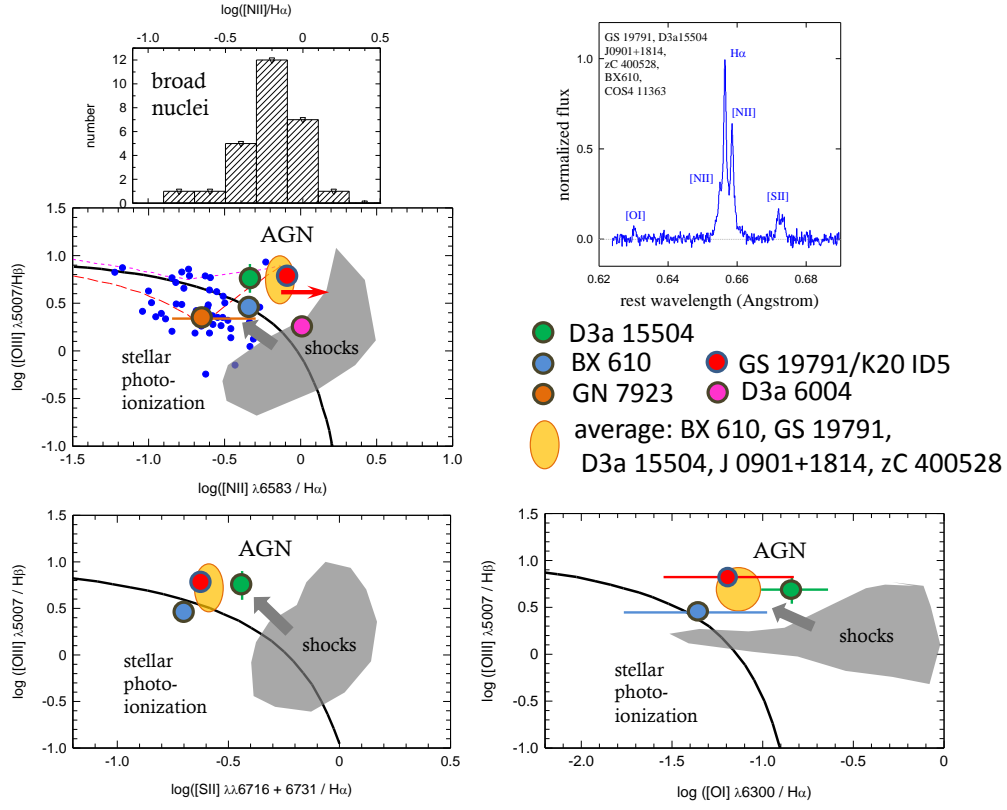 log([NII]/Hα)
-1.0 -0.5 0 0.5
12
10
8
6
4
2
0
number
broad
nuclei
GS 19791, D3a15504
J0901+1814,
zC 400528,
BX610,
COS4 11363
Hα
[NII]
[NII]
[SII]
[OI]
1.0
0.5
0.0
normalized flux
0.62 0.64 0.66 0.68
rest wavelength (Angstrom)
1.5
1.0
0.5
0
-0.5
-1.0
log ([OIII] λ5007/Hβ)
AGN
shocks
stellar
photo-
ionization
-1.5 -1.0 -0.5 0 0.5 1.0
log([NII] λ6583 / Hα)
D3a 15504
BX 610
GS 19791/K20 ID5
GN 7923
D3a 6004
average: BX 610, GS 19791,
D3a 15504, J 0901+1814, zC 400528
1.5
1.0
0.5
0
-0.5
-1.0
log ([OIII] λ5007 / Hβ)
AGN
shocks
stellar
photo-
ionization
-1.0 -0.5 0 0.5
log([SII] λλ6716 + 6731 / Hα)
1.5
1.0
0.5
0
-0.5
-1.0
log ([OIII] λ5007 / Hβ)
AGN
shocks
stellar
photo-
ionization
-2.0 -1.5 -1.0 -0.5 0
log ([OI] λ6300 / Hα)